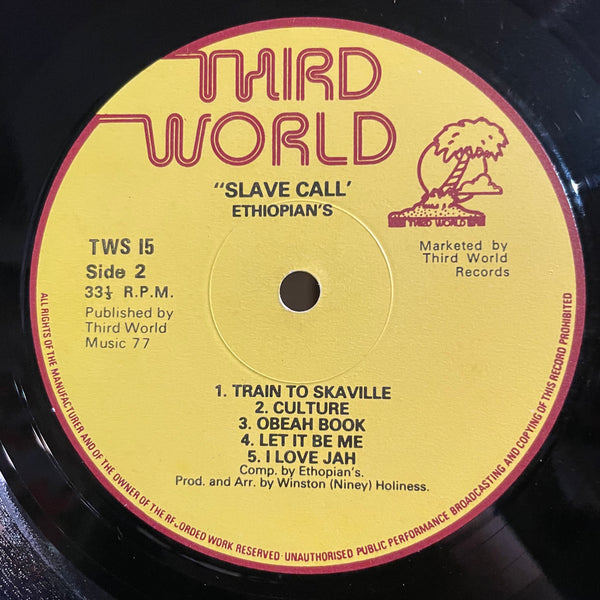 THIRD
WORLD
"SLAVE CALL'
ETHIOPIAN'S
THIRD WORLD
TWS 15
Side 2
33⅓ R.P.M.
Published by
Third World
Music 77
Marketed by
Third World
Records
1. TRAIN TO SKAVILLE
2. CULTURE
3. OBEAH BOOK
4. LET IT BE ME
5. I LOVE JAH
Comp. by Ethopian's.
Prod. and Arr. by Winston (Niney) Holiness.
ALL RIGHTS OF THE MANUFACTURER AND OF THE OWNER OF THE RECORDED WORK RESERVED · UNAUTHORISED PUBLIC PERFORMANCE BROADCASTING AND COPYING OF THIS RECORD PROHIBITED